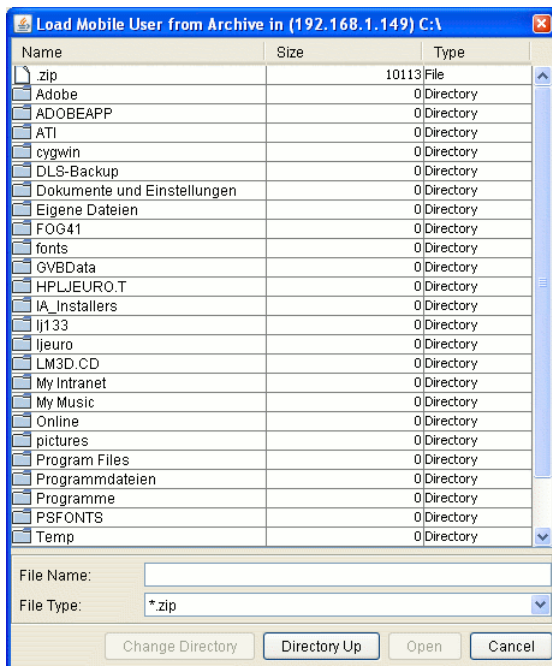 Load Mobile User from Archive in (192.168.1.149) C:\
Name Size Type
.zip 10113 File
Adobe 0 Directory
ADOBEAPP 0 Directory
ATI 0 Directory
cygwin 0 Directory
DLS-Backup 0 Directory
Dokumente und Einstellungen 0 Directory
Eigene Dateien 0 Directory
FOG41 0 Directory
fonts 0 Directory
GVBData 0 Directory
HPLJEURO.T 0 Directory
IA_Installers 0 Directory
lj133 0 Directory
ljeuro 0 Directory
LM3D.CD 0 Directory
My Intranet 0 Directory
My Music 0 Directory
Online 0 Directory
pictures 0 Directory
Program Files 0 Directory
Programmdateien 0 Directory
Programme 0 Directory
PSFONTS 0 Directory
Temp 0 Directory
File Name:
File Type: *.zip
Change Directory Directory Up Open Cancel